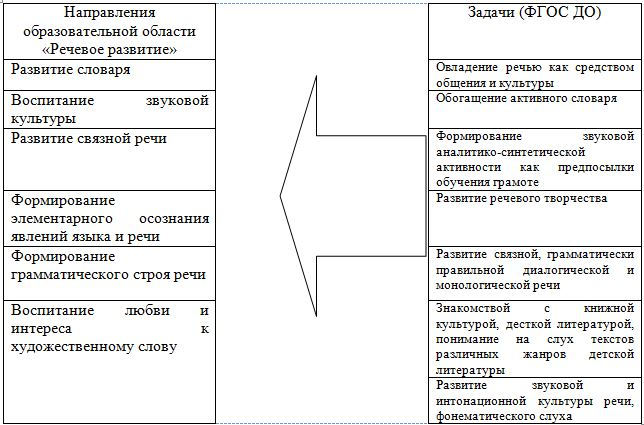 Направления
образовательной области
«Речевое развитие»
Развитие словаря
Воспитание звуковой
культуры
Развитие связной речи
Формирование
элементарного осознания
явлений языка и речи
Формирование
грамматического строя речи
Воспитание любви и
интереса к
художественному слову
Задачи (ФГОС ДО)
Овладение речью как средством
общения и культуры
Обогащение активного словаря
Формирование звуковой
аналитико-синтетической
активности как предпосылки
обучения грамоте
Развитие речевого творчества
Развитие связной, грамматически
правильной диалогической и
монологической речи
Знакомствой с книжной
культурой, десткой литературой,
понимание на слух текстов
различных жанров детской
литературы
Развитие звуковой и
интонационной культуры речи,
фонематического слуха